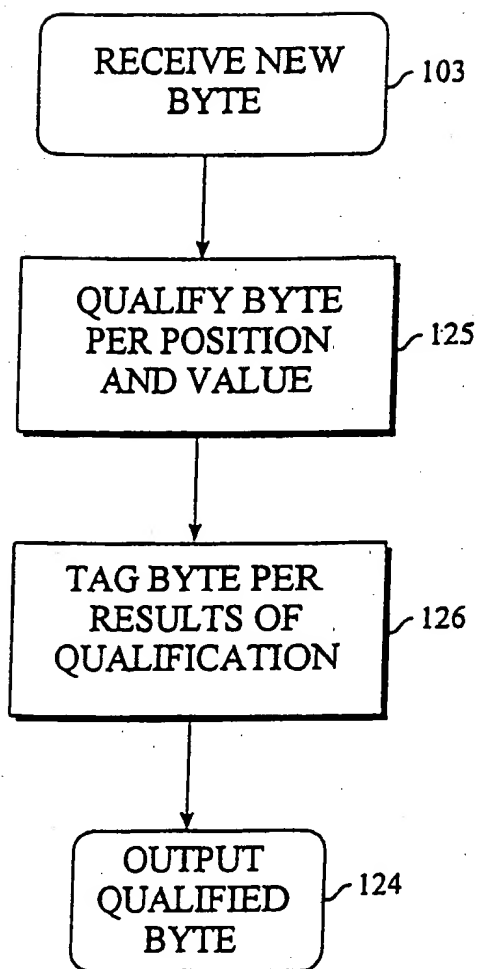 RECEIVE NEW
BYTE
103
QUALIFY BYTE
PER POSITION
AND VALUE
125
TAG BYTE PER
RESULTS OF
QUALIFICATION
126
OUTPUT
QUALIFIED
BYTE
124